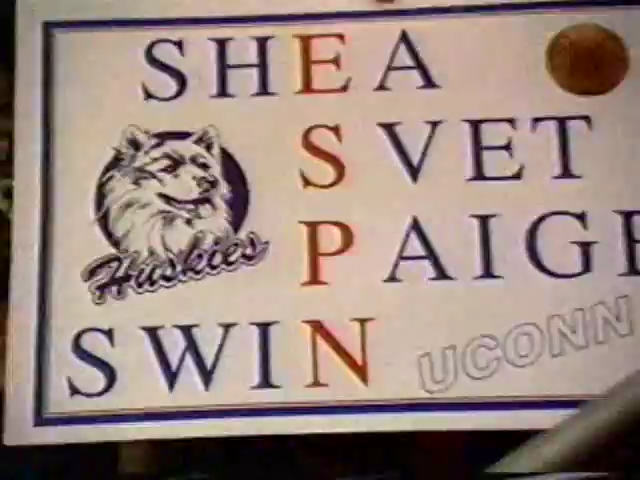 SHEA
SVET
Huskies
PAIGE
SWIN
UCONN